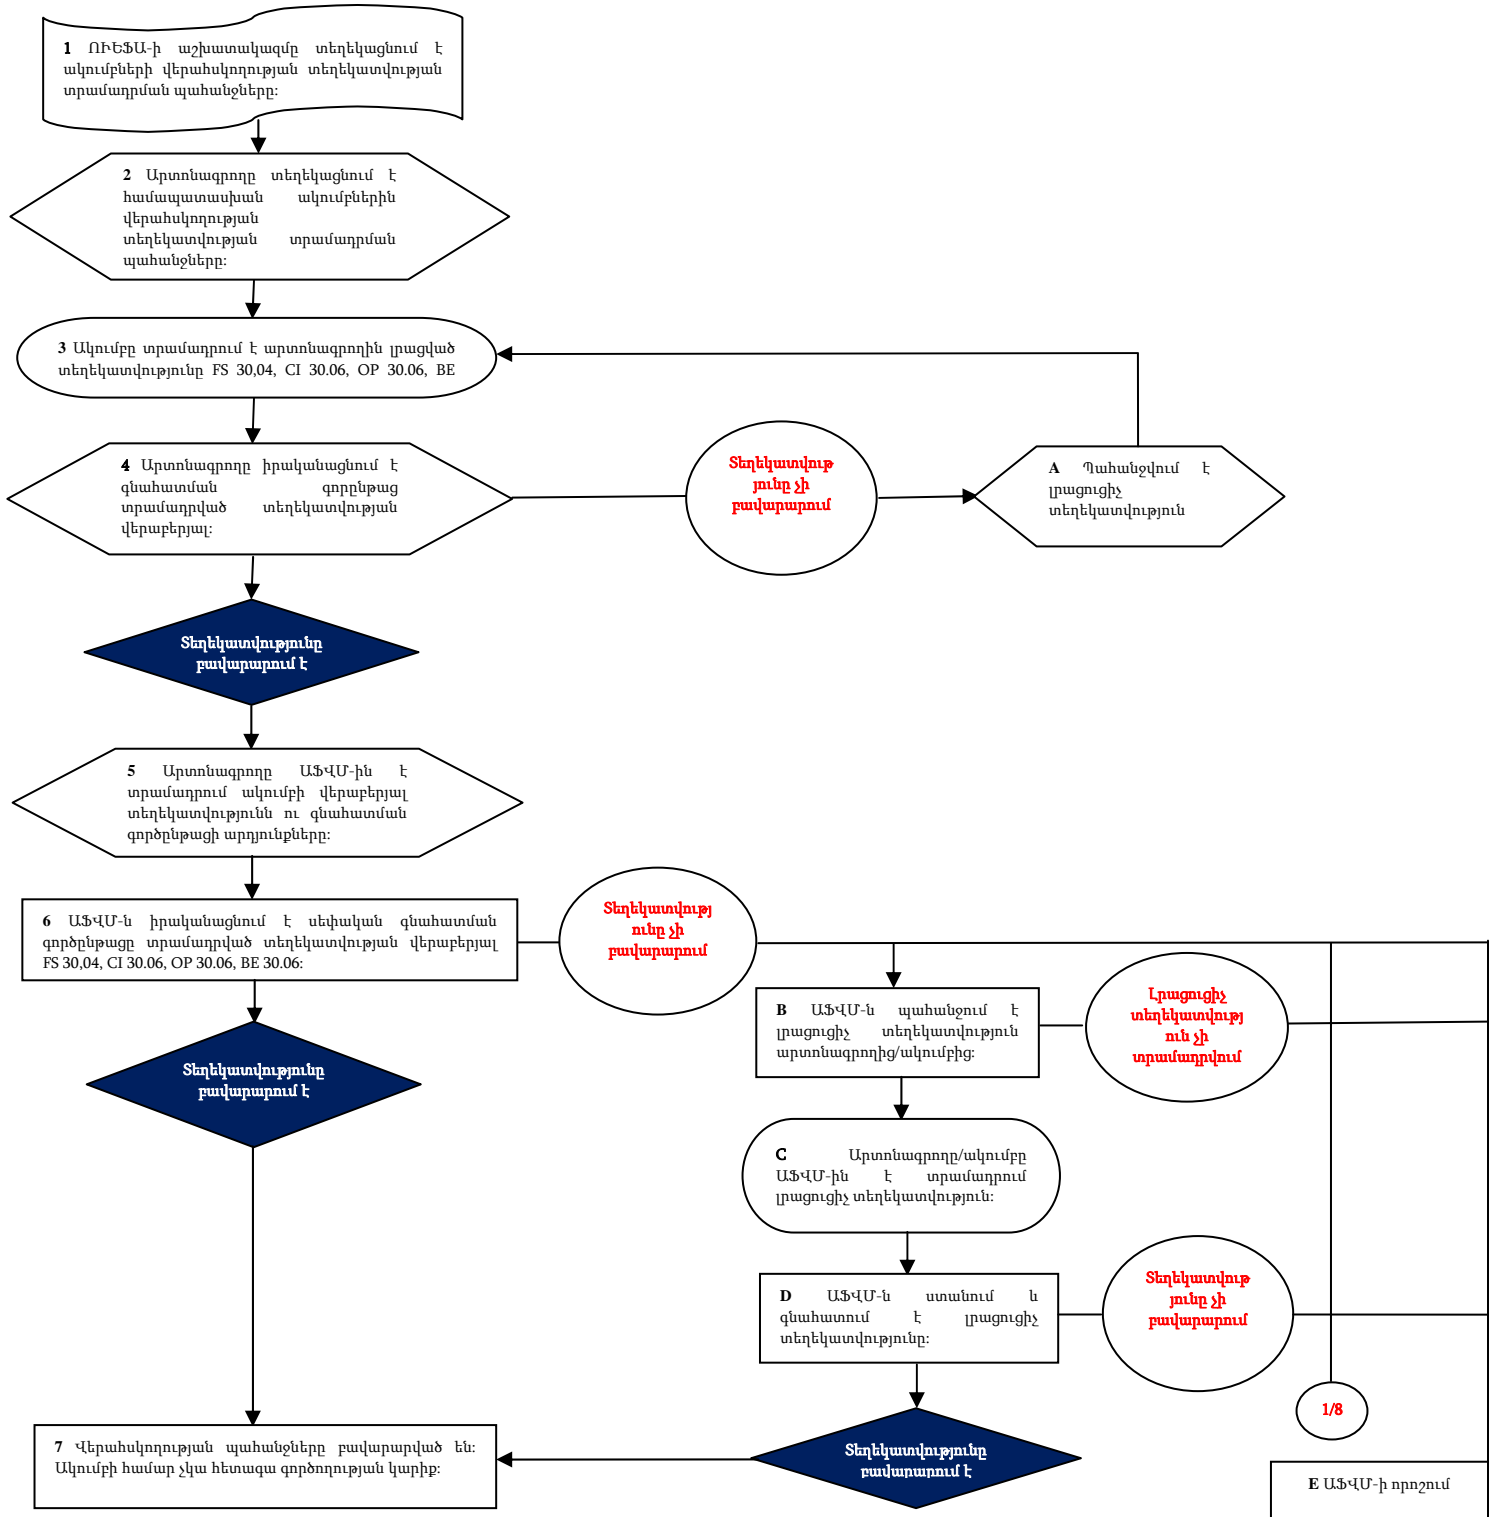 1 ՈՒԵՖԱ-ի աշխատակազմը տեղեկացնում է
ակումբների վերահսկողության տեղեկատվության
տրամադրման պահանջները:
2 Արտոնագրողը տեղեկացնում է
համապատասխան ակումբներին
վերահսկողության
տեղեկատվության տրամադրման
պահանջները:
3 Ակումբը տրամադրում է արտոնագրողին լրացված
տեղեկատվությունը FS 30,04, CI 30.06, OP 30.06, BE
4 Արտոնագրողը իրականացնում է
գնահատման գորընթաց
տրամադրված տեղեկատվության
վերաբերյալ:
Տեղեկատվութ
յունը չի
բավարարում
A Պահանջվում է
լրացուցիչ
տեղեկատվություն
Տեղեկատվությունը
բավարարում է
5 Արտոնագրողը ԱՖՎՄ-ին է
տրամադրում ակումբի վերաբերյալ
տեղեկատվությունն ու գնահատման
գործընթացի արդյունքները:
6 ԱՖՎՄ-ն իրականացնում է սեփական գնահատման
գործընթացը տրամադրված տեղեկատվության վերաբերյալ
FS 30,04, CI 30.06, OP 30.06, BE 30.06:
Տեղեկատվությ
ունը չի
բավարարում
B ԱՖՎՄ-ն պահանջում է
լրացուցիչ տեղեկատվություն
արտոնագրողից/ակումբից:
Լրացուցիչ
տեղեկատվությ
ուն չի
տրամադրվում
Տեղեկատվությունը
բավարարում է
C Արտոնագրողը/ակումբը
ԱՖՎՄ-ին է տրամադրում
լրացուցիչ տեղեկատվություն:
D ԱՖՎՄ-ն ստանում և
գնահատում է լրացուցիչ
տեղեկատվությունը:
Տեղեկատվութ
յունը չի
բավարարում
1/8
7 Վերահսկողության պահանջները բավարարված են:
Ակումբի համար չկա հետագա գործողության կարիք:
Տեղեկատվությունը
բավարարում է
E ԱՖՎՄ-ի որոշում